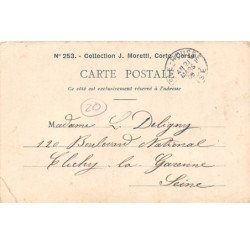 N° 253. - Collection J. Moretti, Corte, Corse
CARTE POSTALE
Ce côté est exclusivement réservé à l'adresse
20
Madame L. Deligny
120 Boulevard National
Clichy la Garenne
Seine